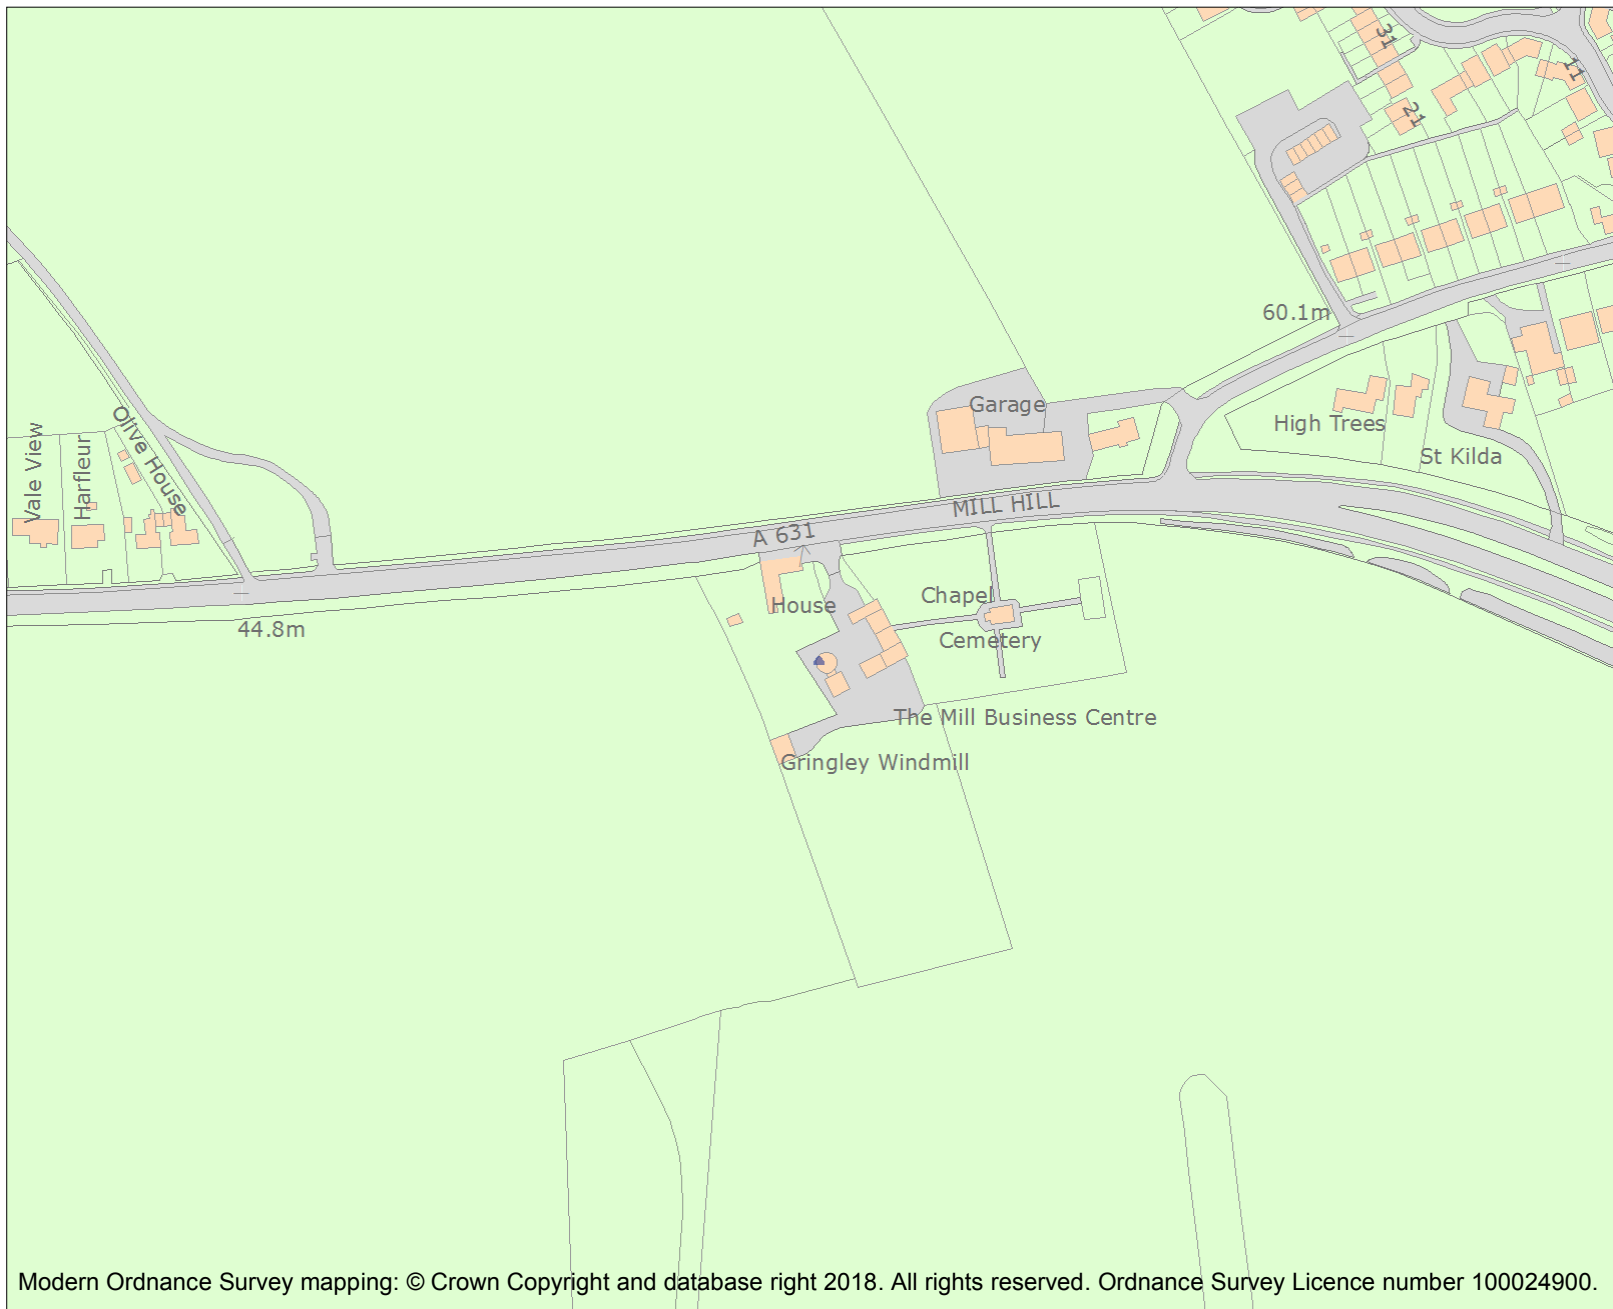 31
11
21
60.1m
Garage
High Trees
St Kilda
Vale View
Harfleur
Olive House
MILL HILL
A 631
House
Chapel
Cemetery
44.8m
The Mill Business Centre
Gringley Windmill
Modern Ordnance Survey mapping: © Crown Copyright and database right 2018. All rights reserved. Ordnance Survey Licence number 100024900.